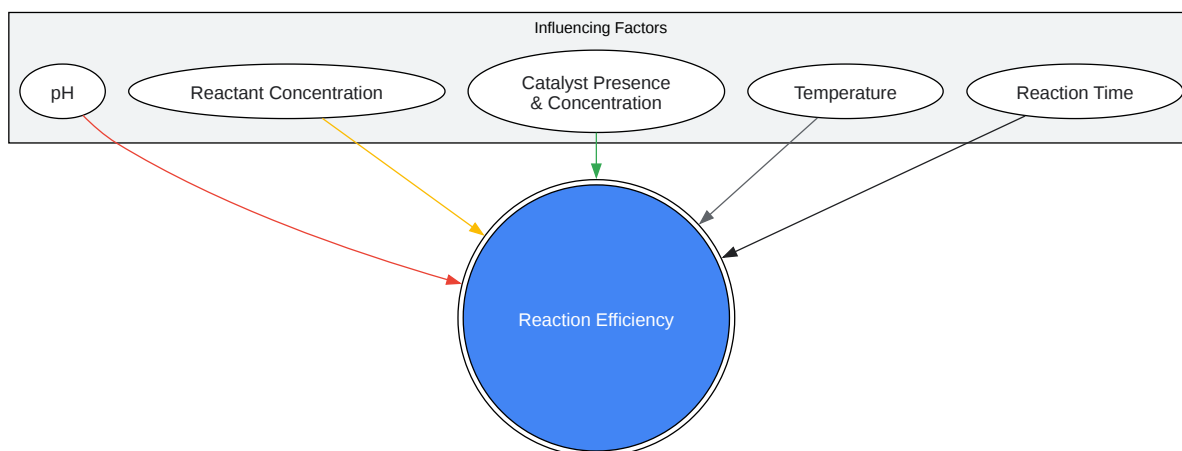 Influencing Factors
pH
Reactant Concentration
Catalyst Presence
& Concentration
Temperature
Reaction Time
Reaction Efficiency